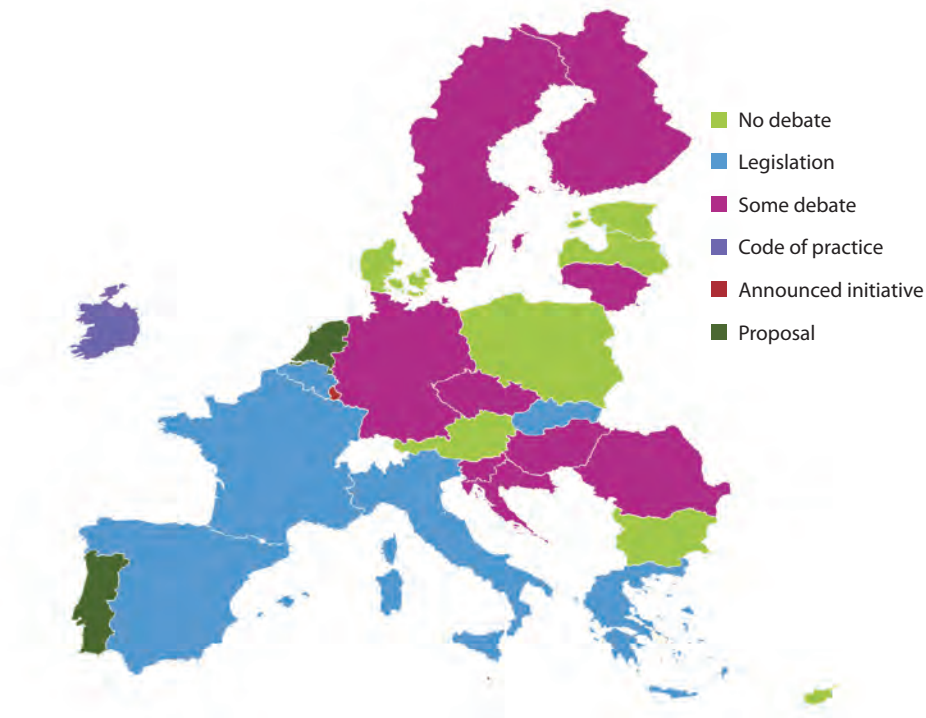 No debate
Legislation
Some debate
Code of practice
Announced initiative
Proposal